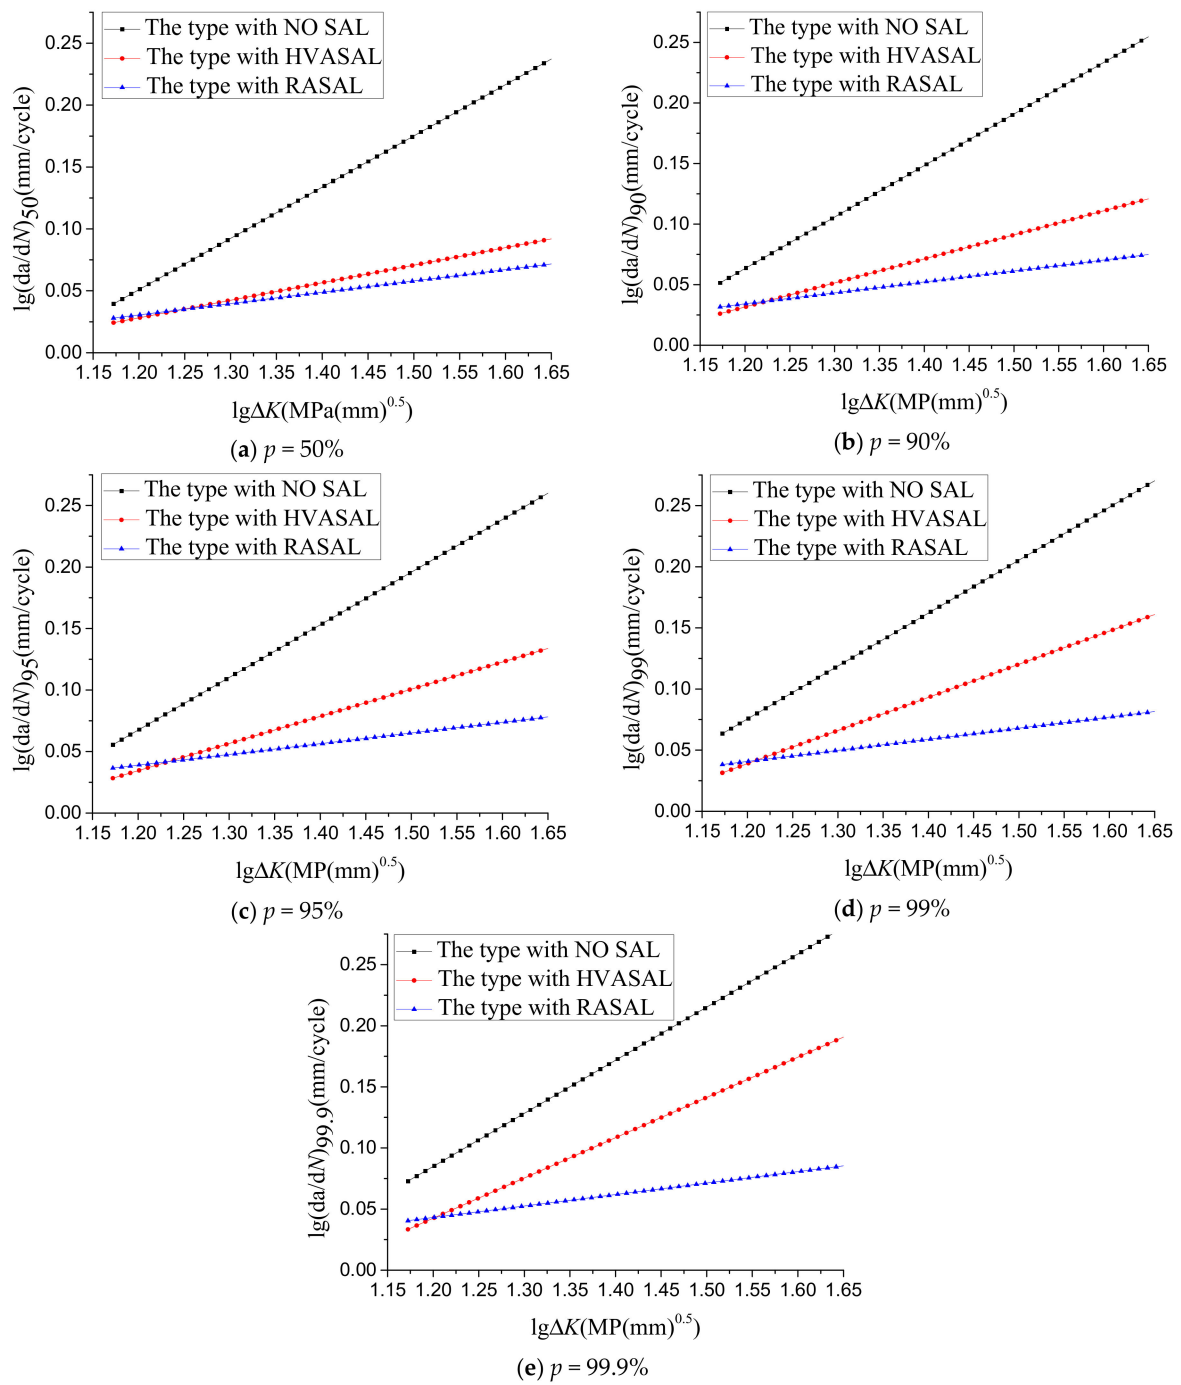 The type with NO SAL
The type with HVASAL
The type with RASAL
lg(da/dN)50(mm/cycle)
0.25
0.20
0.15
0.10
0.05
0.00
1.15 1.20 1.25 1.30 1.35 1.40 1.45 1.50 1.55 1.60 1.65
lgΔK(MPa(mm)^0.5)
(a) p = 50%
The type with NO SAL
The type with HVASAL
The type with RASAL
lg(da/dN)90(mm/cycle)
0.25
0.20
0.15
0.10
0.05
0.00
1.15 1.20 1.25 1.30 1.35 1.40 1.45 1.50 1.55 1.60 1.65
lgΔK(MP(mm)^0.5)
(b) p = 90%
The type with NO SAL
The type with HVASAL
The type with RASAL
lg(da/dN)95(mm/cycle)
0.25
0.20
0.15
0.10
0.05
0.00
1.15 1.20 1.25 1.30 1.35 1.40 1.45 1.50 1.55 1.60 1.65
lgΔK(MP(mm)^0.5)
(c) p = 95%
The type with NO SAL
The type with HVASAL
The type with RASAL
lg(da/dN)99(mm/cycle)
0.25
0.20
0.15
0.10
0.05
0.00
1.15 1.20 1.25 1.30 1.35 1.40 1.45 1.50 1.55 1.60 1.65
lgΔK(MP(mm)^0.5)
(d) p = 99%
The type with NO SAL
The type with HVASAL
The type with RASAL
lg(da/dN)99.9(mm/cycle)
0.25
0.20
0.15
0.10
0.05
0.00
1.15 1.20 1.25 1.30 1.35 1.40 1.45 1.50 1.55 1.60 1.65
lgΔK(MP(mm)^0.5)
(e) p = 99.9%